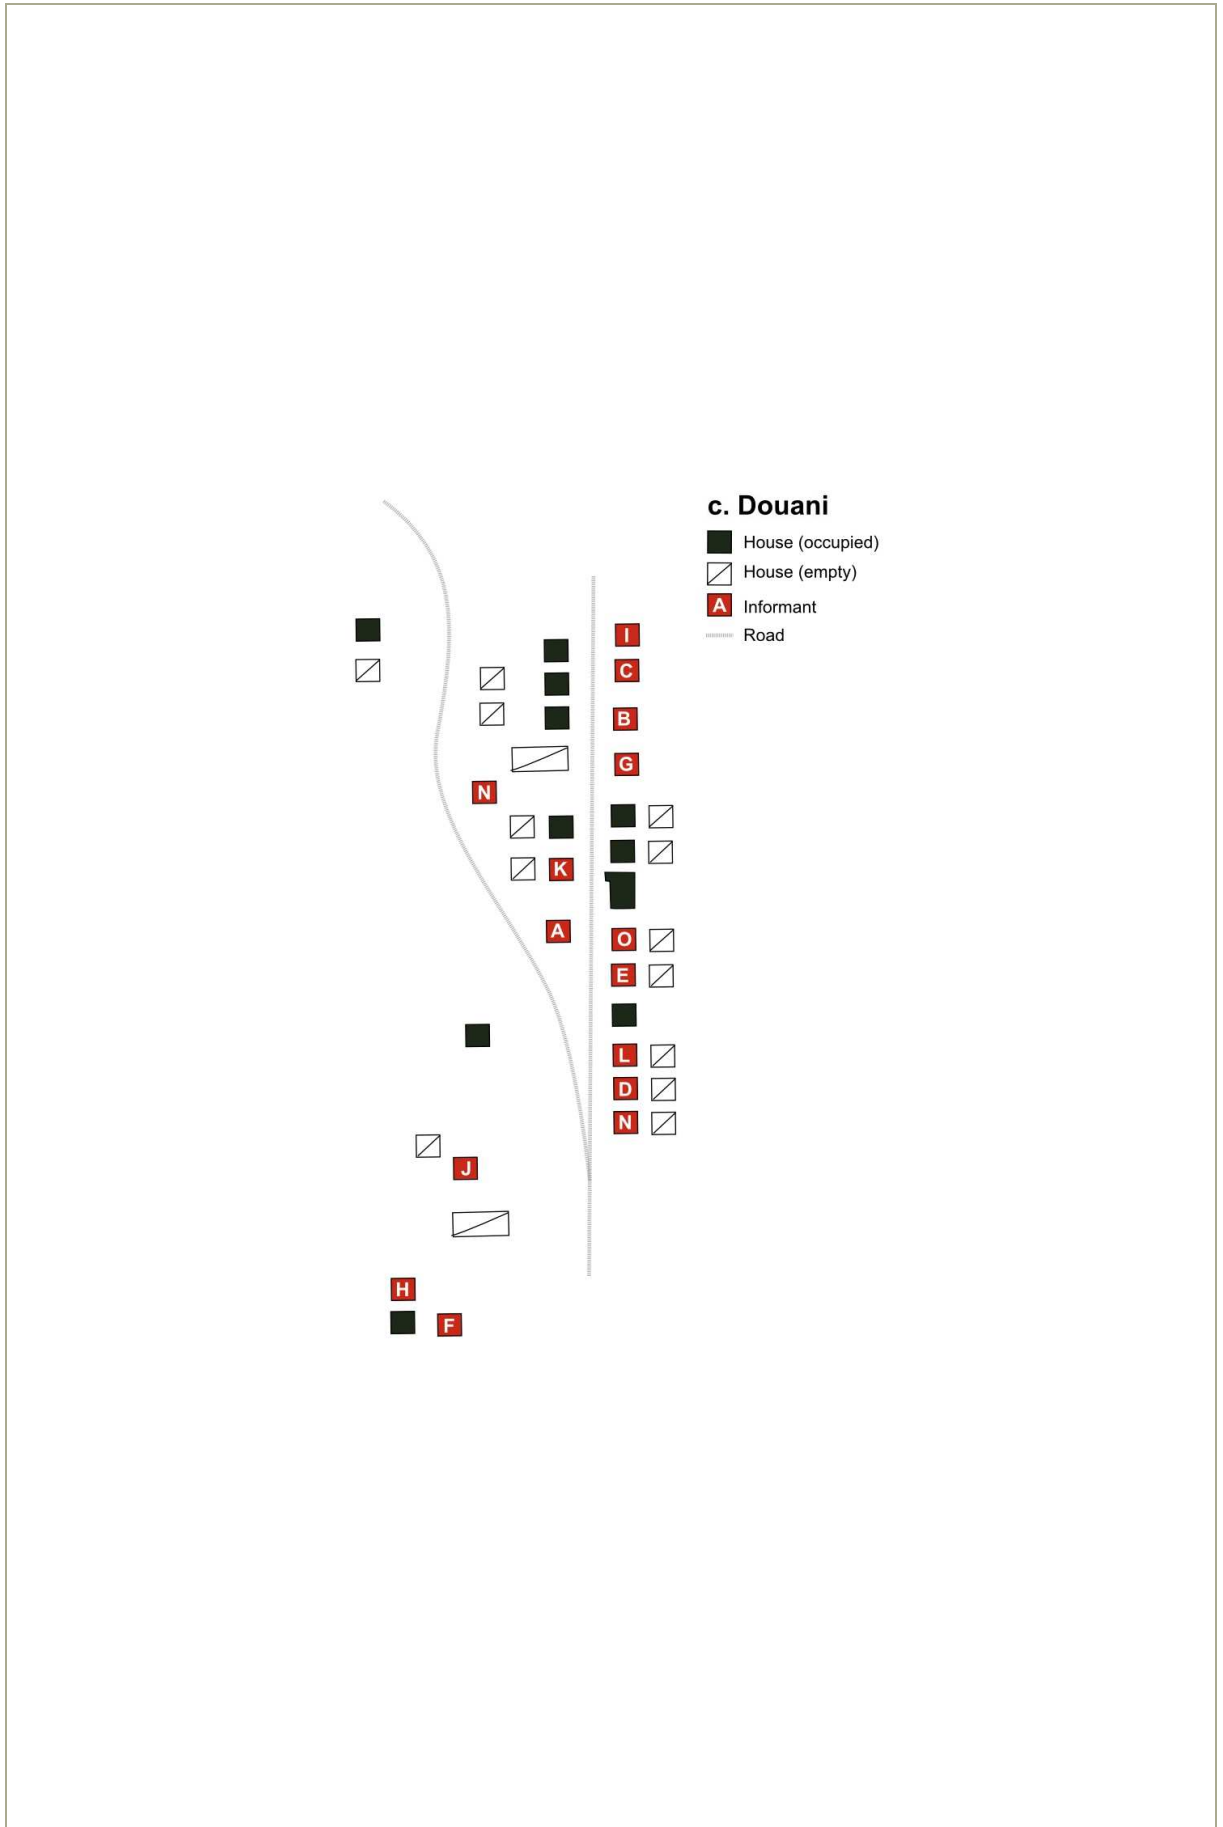 c. Douani
House (occupied)
House (empty)
A Informant
Road
I
C
B
G
N
K
A
O
E
L
D
N
J
H
F